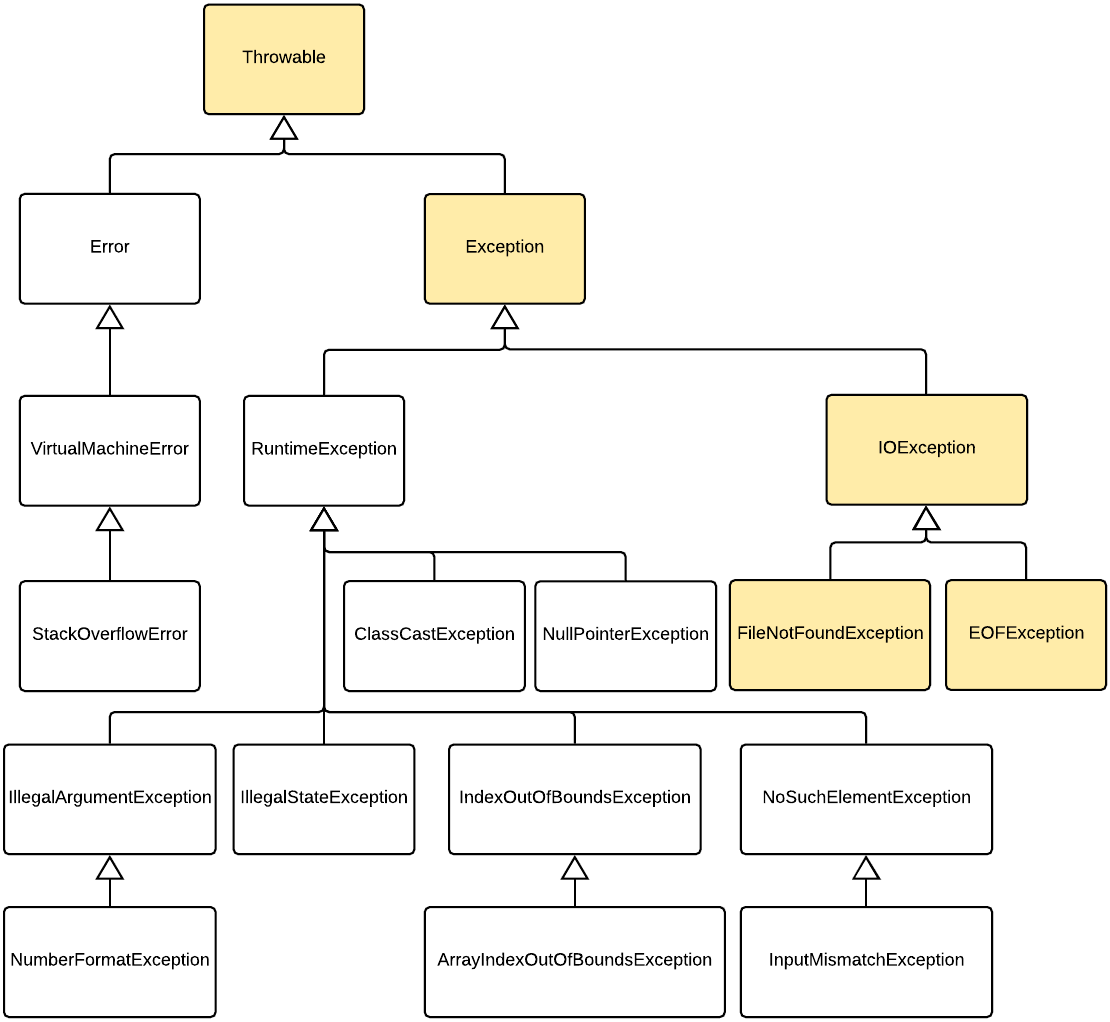 Throwable
Error
Exception
VirtualMachineError
RuntimeException
IOException
StackOverflowError
ClassCastException
NullPointerException
FileNotFoundException
EOFException
IllegalArgumentException
IllegalStateException
IndexOutOfBoundsException
NoSuchElementException
NumberFormatException
ArrayIndexOutOfBoundsException
InputMismatchException